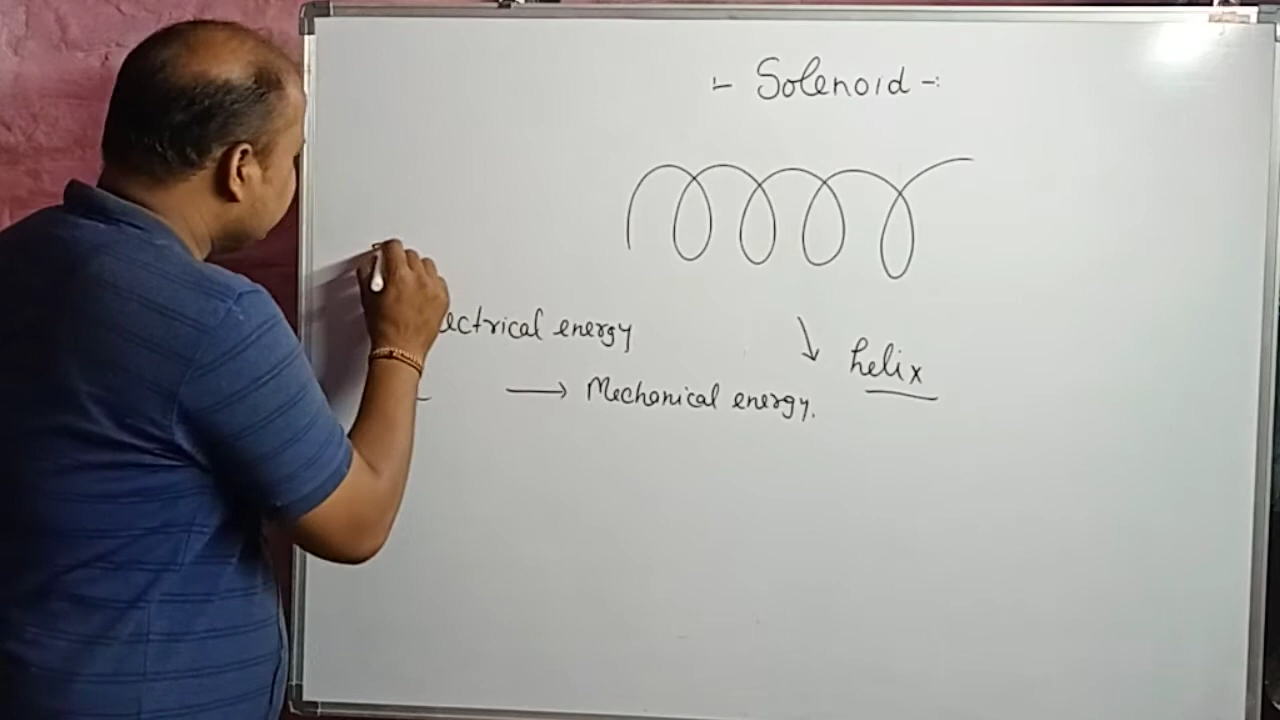 :- Solenoid -:
ectrical energy
helix
→ Mechanical energy.